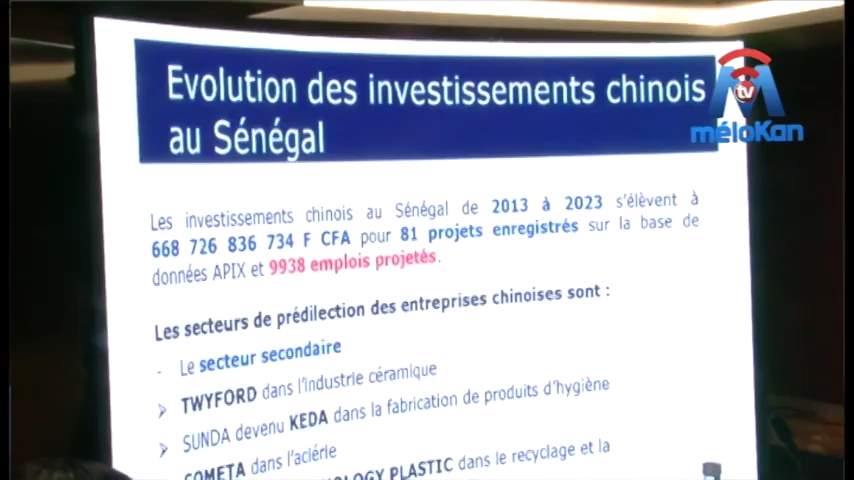 Evolution des investissements chinois
au Sénégal
tv
méloKan
Les investissements chinois au Sénégal de 2013 à 2023 s'élèvent à
668 726 836 734 F CFA pour 81 projets enregistrés sur la base de
données APIX et 9938 emplois projetés.
Les secteurs de prédilection des entreprises chinoises sont :
- Le secteur secondaire
TWYFORD dans l'industrie céramique
SUNDA devenu KEDA dans la fabrication de produits d'hygiène
COMETA dans l'aciérie
PLASTIC dans le recyclage et la